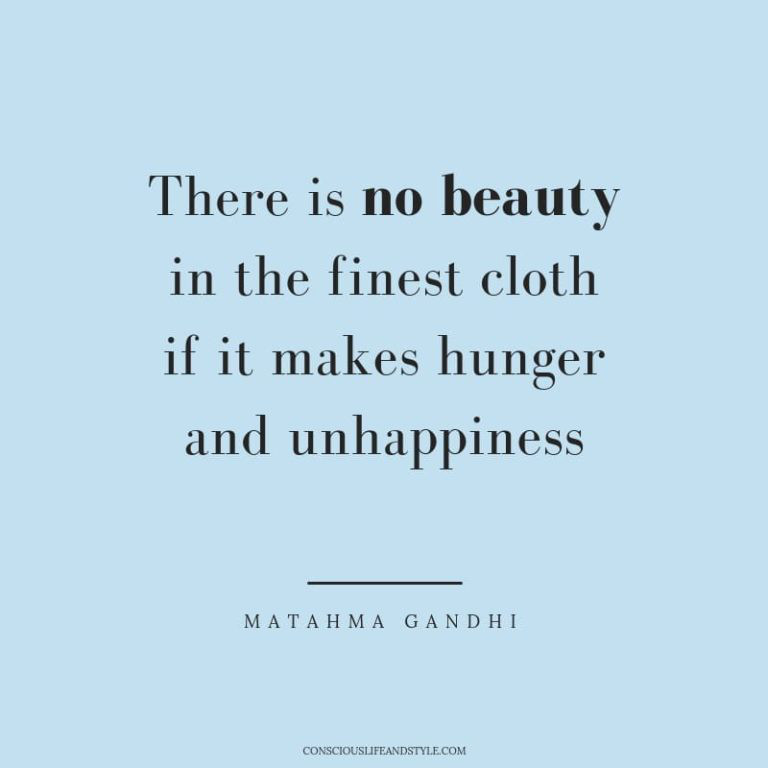 There is no beauty
in the finest cloth
if it makes hunger
and unhappiness
MATAHMA GANDHI
CONSCIOUSLIFEANDSTYLE.COM